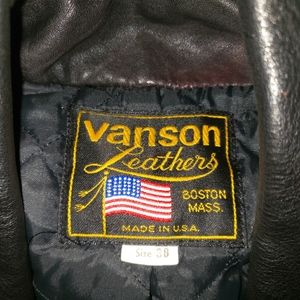 Vanson
Leathers
BOSTON
MASS.
MADE IN U.S.A.
Size 38